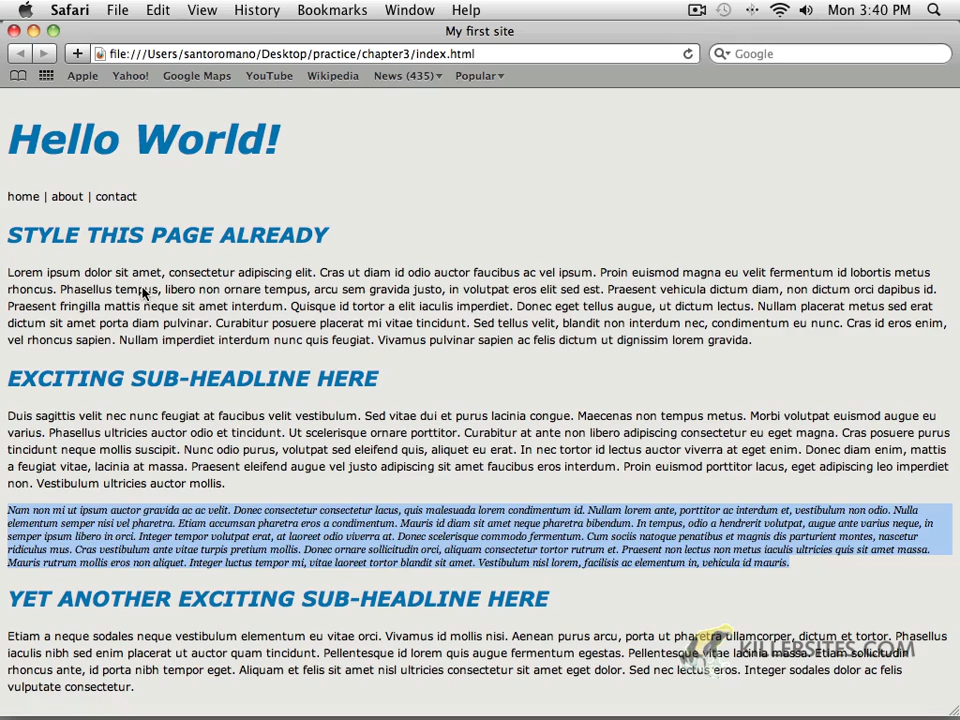 Safari File Edit View History Bookmarks Window Help Mon 3:40 PM
My first site
file:///Users/santoromano/Desktop/practice/chapter3/index.html Google
Apple Yahoo! Google Maps YouTube Wikipedia News (435) Popular
Hello World!
home | about | contact
STYLE THIS PAGE ALREADY
Lorem ipsum dolor sit amet, consectetur adipiscing elit. Cras ut diam id odio auctor faucibus ac vel ipsum. Proin euismod magna eu velit fermentum id lobortis metus
rhoncus. Phasellus tempus, libero non ornare tempus, arcu sem gravida justo, in volutpat eros elit sed est. Praesent vehicula dictum diam, non dictum orci dapibus id.
Praesent fringilla mattis neque sit amet interdum. Quisque id tortor a elit iaculis imperdiet. Donec eget tellus augue, ut dictum lectus. Nullam placerat metus sed erat
dictum sit amet porta diam pulvinar. Curabitur posuere placerat mi vitae tincidunt. Sed tellus velit, blandit non interdum nec, condimentum eu nunc. Cras id eros enim,
vel rhoncus sapien. Nullam imperdiet interdum nunc quis feugiat. Vivamus pulvinar sapien ac felis dictum ut dignissim lorem gravida.
EXCITING SUB-HEADLINE HERE
Duis sagittis velit nec nunc feugiat at faucibus velit vestibulum. Sed vitae dui et purus lacinia congue. Maecenas non tempus metus. Morbi volutpat euismod augue eu
varius. Phasellus ultricies auctor odio et tincidunt. Ut scelerisque ornare porttitor. Curabitur at ante non libero adipiscing consectetur eu eget magna. Cras posuere purus
tincidunt neque mollis suscipit. Nunc odio purus, volutpat sed eleifend quis, aliquet eu erat. In nec tortor id lectus auctor viverra at eget enim. Donec diam enim, mattis
a feugiat vitae, lacinia at massa. Praesent eleifend augue vel justo adipiscing sit amet rhoncus eros interdum. Proin euismod porttitor lacus, eget adipiscing leo imperdiet
non. Vestibulum ultricies auctor mollis.
Nam non mi ut ipsum auctor gravida ac ac velit. Donec consectetur consectetur lacus, quis malesuada lorem condimentum id. Nullam lorem ante, porttitor ac interdum et, vestibulum non odio. Nulla
elementum semper nisi vel pharetra. Etiam accumsan pharetra eros a condimentum. Mauris id diam sit amet neque pharetra bibendum. In tempus, odio a hendrerit volutpat, augue ante varius neque, in
semper ipsum libero in orci. Integer tempor volutpat erat, at laoreet odio viverra at. Donec scelerisque commodo fermentum. Cum sociis natoque penatibus et magnis dis parturient montes, nascetur
ridiculus mus. Cras vestibulum ante vitae turpis pretium mollis. Donec ornare sollicitudin orci, aliquam consectetur tortor rutrum et. Praesent non lectus non metus iaculis ultricies quis sit amet massa.
Mauris rutrum mollis eros non aliquet. Integer luctus tempor mi, vitae laoreet tortor blandit sit amet. Vestibulum nisl lorem, facilisis ac elementum in, vehicula id mauris.
YET ANOTHER EXCITING SUB-HEADLINE HERE
Etiam a neque sodales neque vestibulum elementum eu vitae orci. Vivamus id mollis nisi. Aenean purus arcu, porta ut pharetra ullamcorper, dictum et tortor. Phasellus
iaculis nibh sed enim placerat ut auctor quam tincidunt. Pellentesque id lorem quis augue fermentum egestas. Pellentesque vitae lacinia massa. Etiam sollicitudin
rhoncus ante, id porta nibh tempor eget. Aliquam et felis sit amet nisl ultricies consectetur sit amet eget dolor. Sed nec lectus eros. Integer sodales dolor ac felis
vulputate consectetur.
KILLERSITES.COM